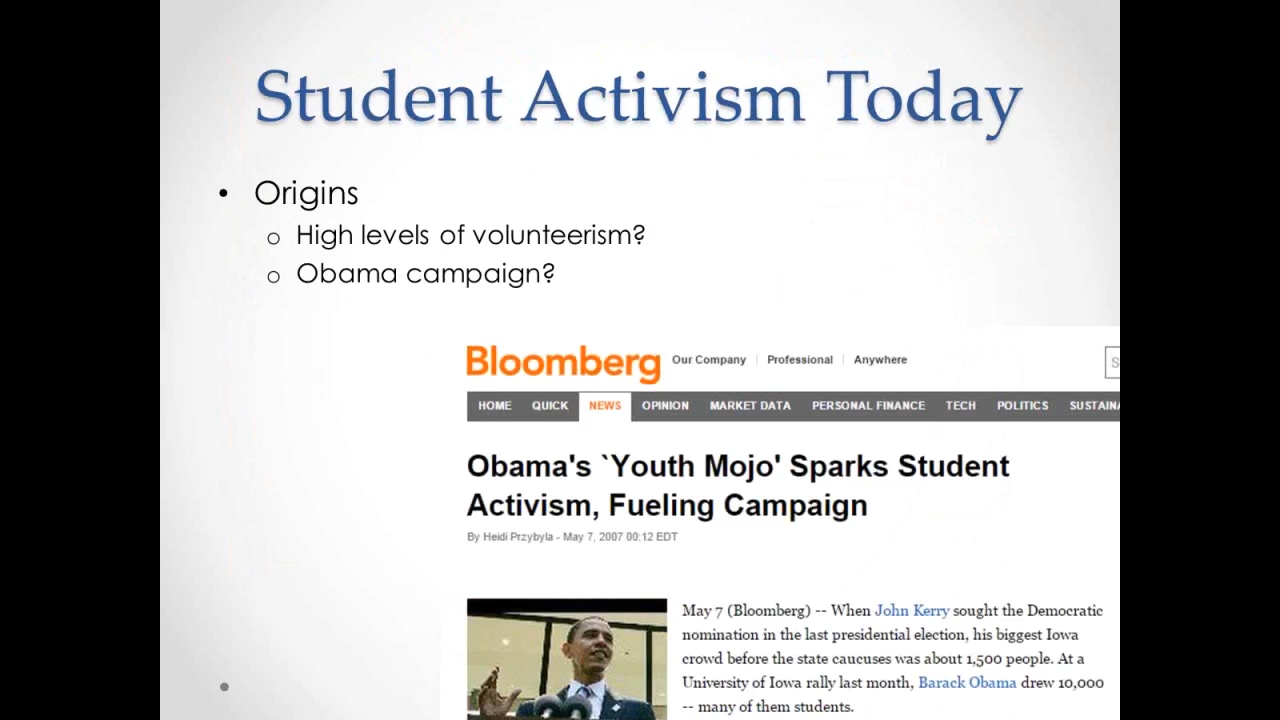 Student Activism Today
• Origins
o High levels of volunteerism?
o Obama campaign?
Bloomberg Our Company Professional Anywhere
S
HOME QUICK NEWS OPINION MARKET DATA PERSONAL FINANCE TECH POLITICS SUSTAINA
Obama's `Youth Mojo' Sparks Student
Activism, Fueling Campaign
By Heidi Przybyla - May 7, 2007 00:12 EDT
May 7 (Bloomberg) -- When John Kerry sought the Democratic
nomination in the last presidential election, his biggest Iowa
crowd before the state caucuses was about 1,500 people. At a
University of Iowa rally last month, Barack Obama drew 10,000
-- many of them students.